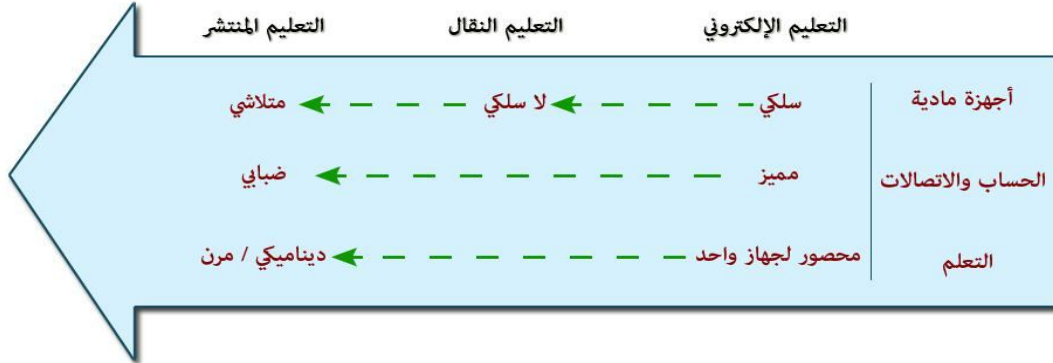 التعليم الإلكتروني التعليم النقال التعليم المنتشر
أجهزة مادية سلكي لا سلكي متلاشي
الحساب والاتصالات مميز ضبابي
التعلم محصور لجهاز واحد ديناميكي / مرن